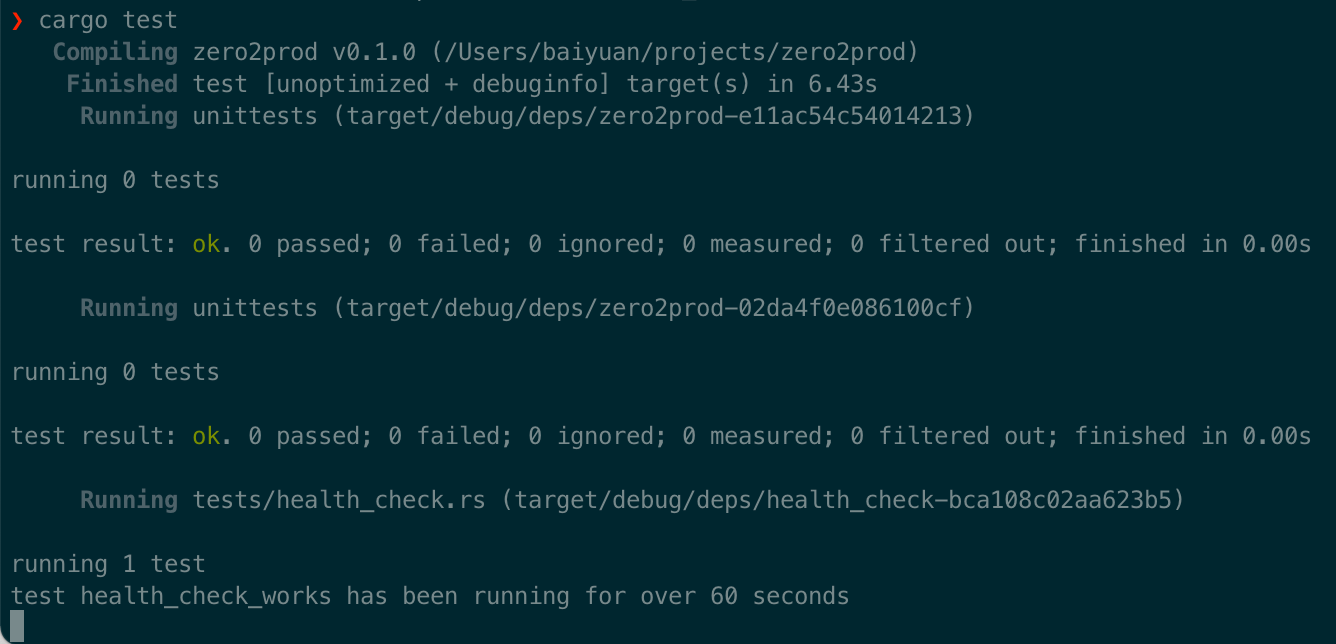 ❯ cargo test
Compiling zero2prod v0.1.0 (/Users/baiyuan/projects/zero2prod)
Finished test [unoptimized + debuginfo] target(s) in 6.43s
Running unittests (target/debug/deps/zero2prod-e11ac54c54014213)
running 0 tests
test result: ok. 0 passed; 0 failed; 0 ignored; 0 measured; 0 filtered out; finished in 0.00s
Running unittests (target/debug/deps/zero2prod-02da4f0e086100cf)
running 0 tests
test result: ok. 0 passed; 0 failed; 0 ignored; 0 measured; 0 filtered out; finished in 0.00s
Running tests/health_check.rs (target/debug/deps/health_check-bca108c02aa623b5)
running 1 test
test health_check_works has been running for over 60 seconds